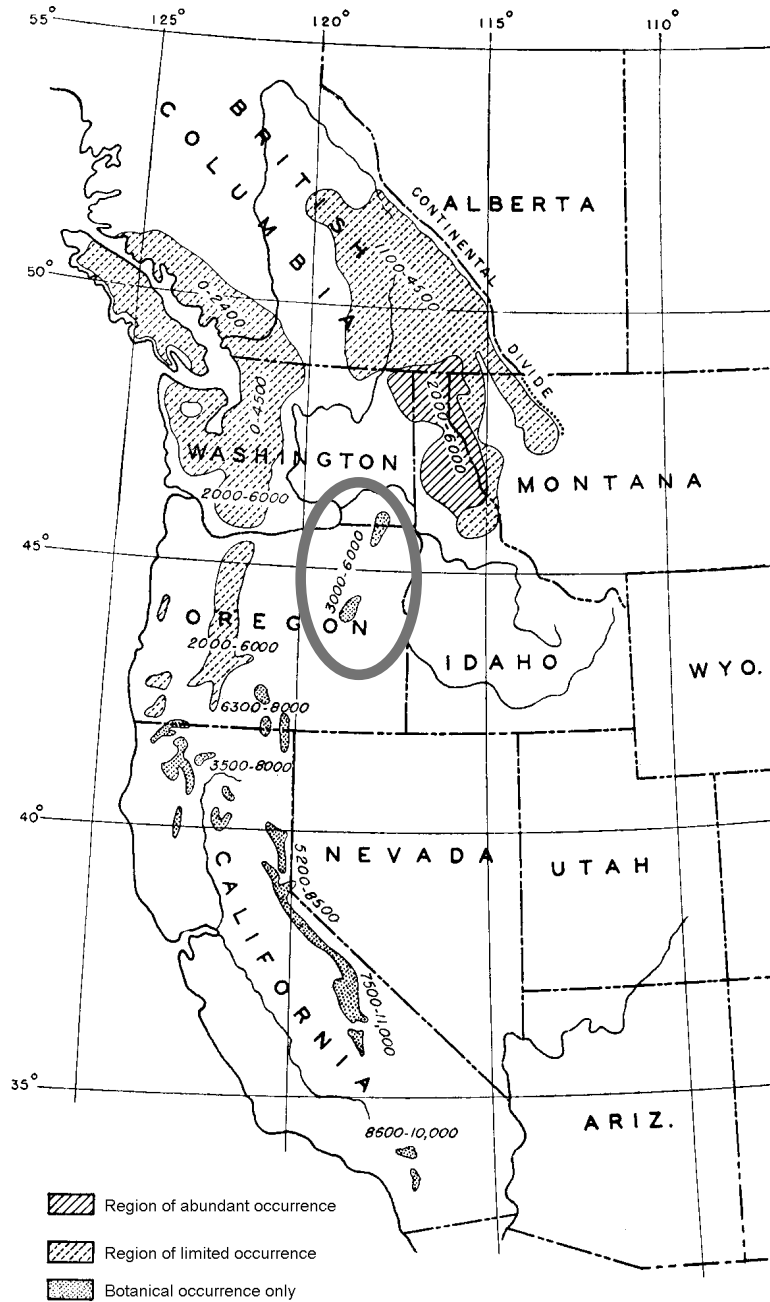 55°
125°
120°
115°
110°
BRITISH
COLUMBIA
ALBERTA
CONTINENTAL
DIVIDE
50°
0-2400
100-4500
0-4500
2000-6000
WASHINGTON
MONTANA
2000-6000
45°
3000-6000
OREGON
2000-6000
IDAHO
WYO.
6300-8000
3500-8000
40°
CALIFORNIA
NEVADA
UTAH
5200-8500
7500-11,000
35°
8600-10,000
ARIZ.
Region of abundant occurrence
Region of limited occurrence
Botanical occurrence only